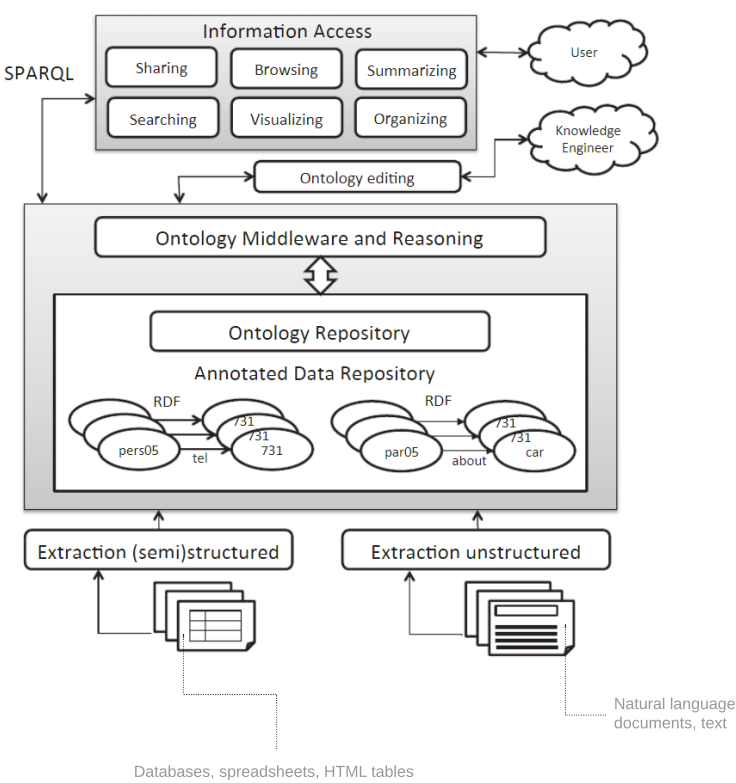 Information Access
SPARQL
Sharing
Browsing
Summarizing
Searching
Visualizing
Organizing
User
Knowledge
Engineer
Ontology editing
Ontology Middleware and Reasoning
Ontology Repository
Annotated Data Repository
RDF
731
731
pers05
tel
731
RDF
731
731
par05
about
car
Extraction (semi)structured
Extraction unstructured
Natural language
documents, text
Databases, spreadsheets, HTML tables